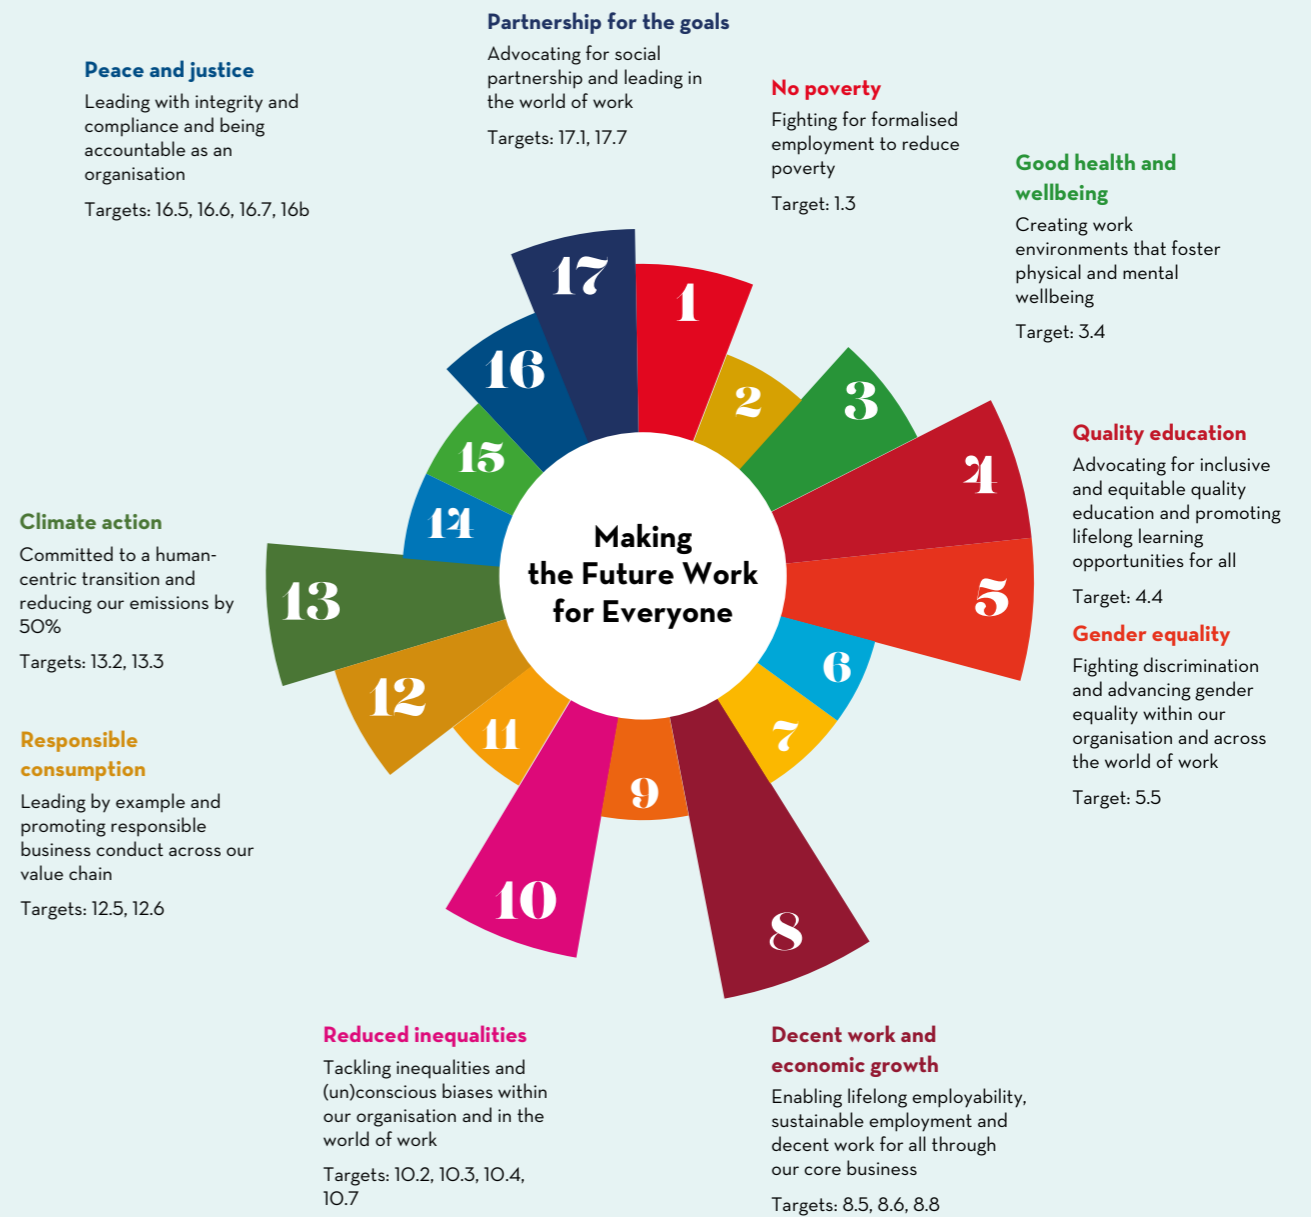 Partnership for the goals
Advocating for social
partnership and leading in
the world of work
Targets: 17.1, 17.7
Peace and justice
Leading with integrity and
compliance and being
accountable as an
organisation
Targets: 16.5, 16.6, 16.7, 16b
No poverty
Fighting for formalised
employment to reduce
poverty
Target: 1.3
Good health and
wellbeing
Creating work
environments that foster
physical and mental
wellbeing
Target: 3.4
Quality education
Advocating for inclusive
and equitable quality
education and promoting
lifelong learning
opportunities for all
Target: 4.4
Gender equality
Fighting discrimination
and advancing gender
equality within our
organisation and across
the world of work
Target: 5.5
Climate action
Committed to a human-
centric transition and
reducing our emissions by
50%
Targets: 13.2, 13.3
Responsible
consumption
Leading by example and
promoting responsible
business conduct across our
value chain
Targets: 12.5, 12.6
Making
the Future Work
for Everyone
1
2
3
4
5
6
7
8
9
10
11
12
13
14
15
16
17
Reduced inequalities
Tackling inequalities and
(un)conscious biases within
our organisation and in the
world of work
Targets: 10.2, 10.3, 10.4,
10.7
Decent work and
economic growth
Enabling lifelong employability,
sustainable employment and
decent work for all through
our core business
Targets: 8.5, 8.6, 8.8